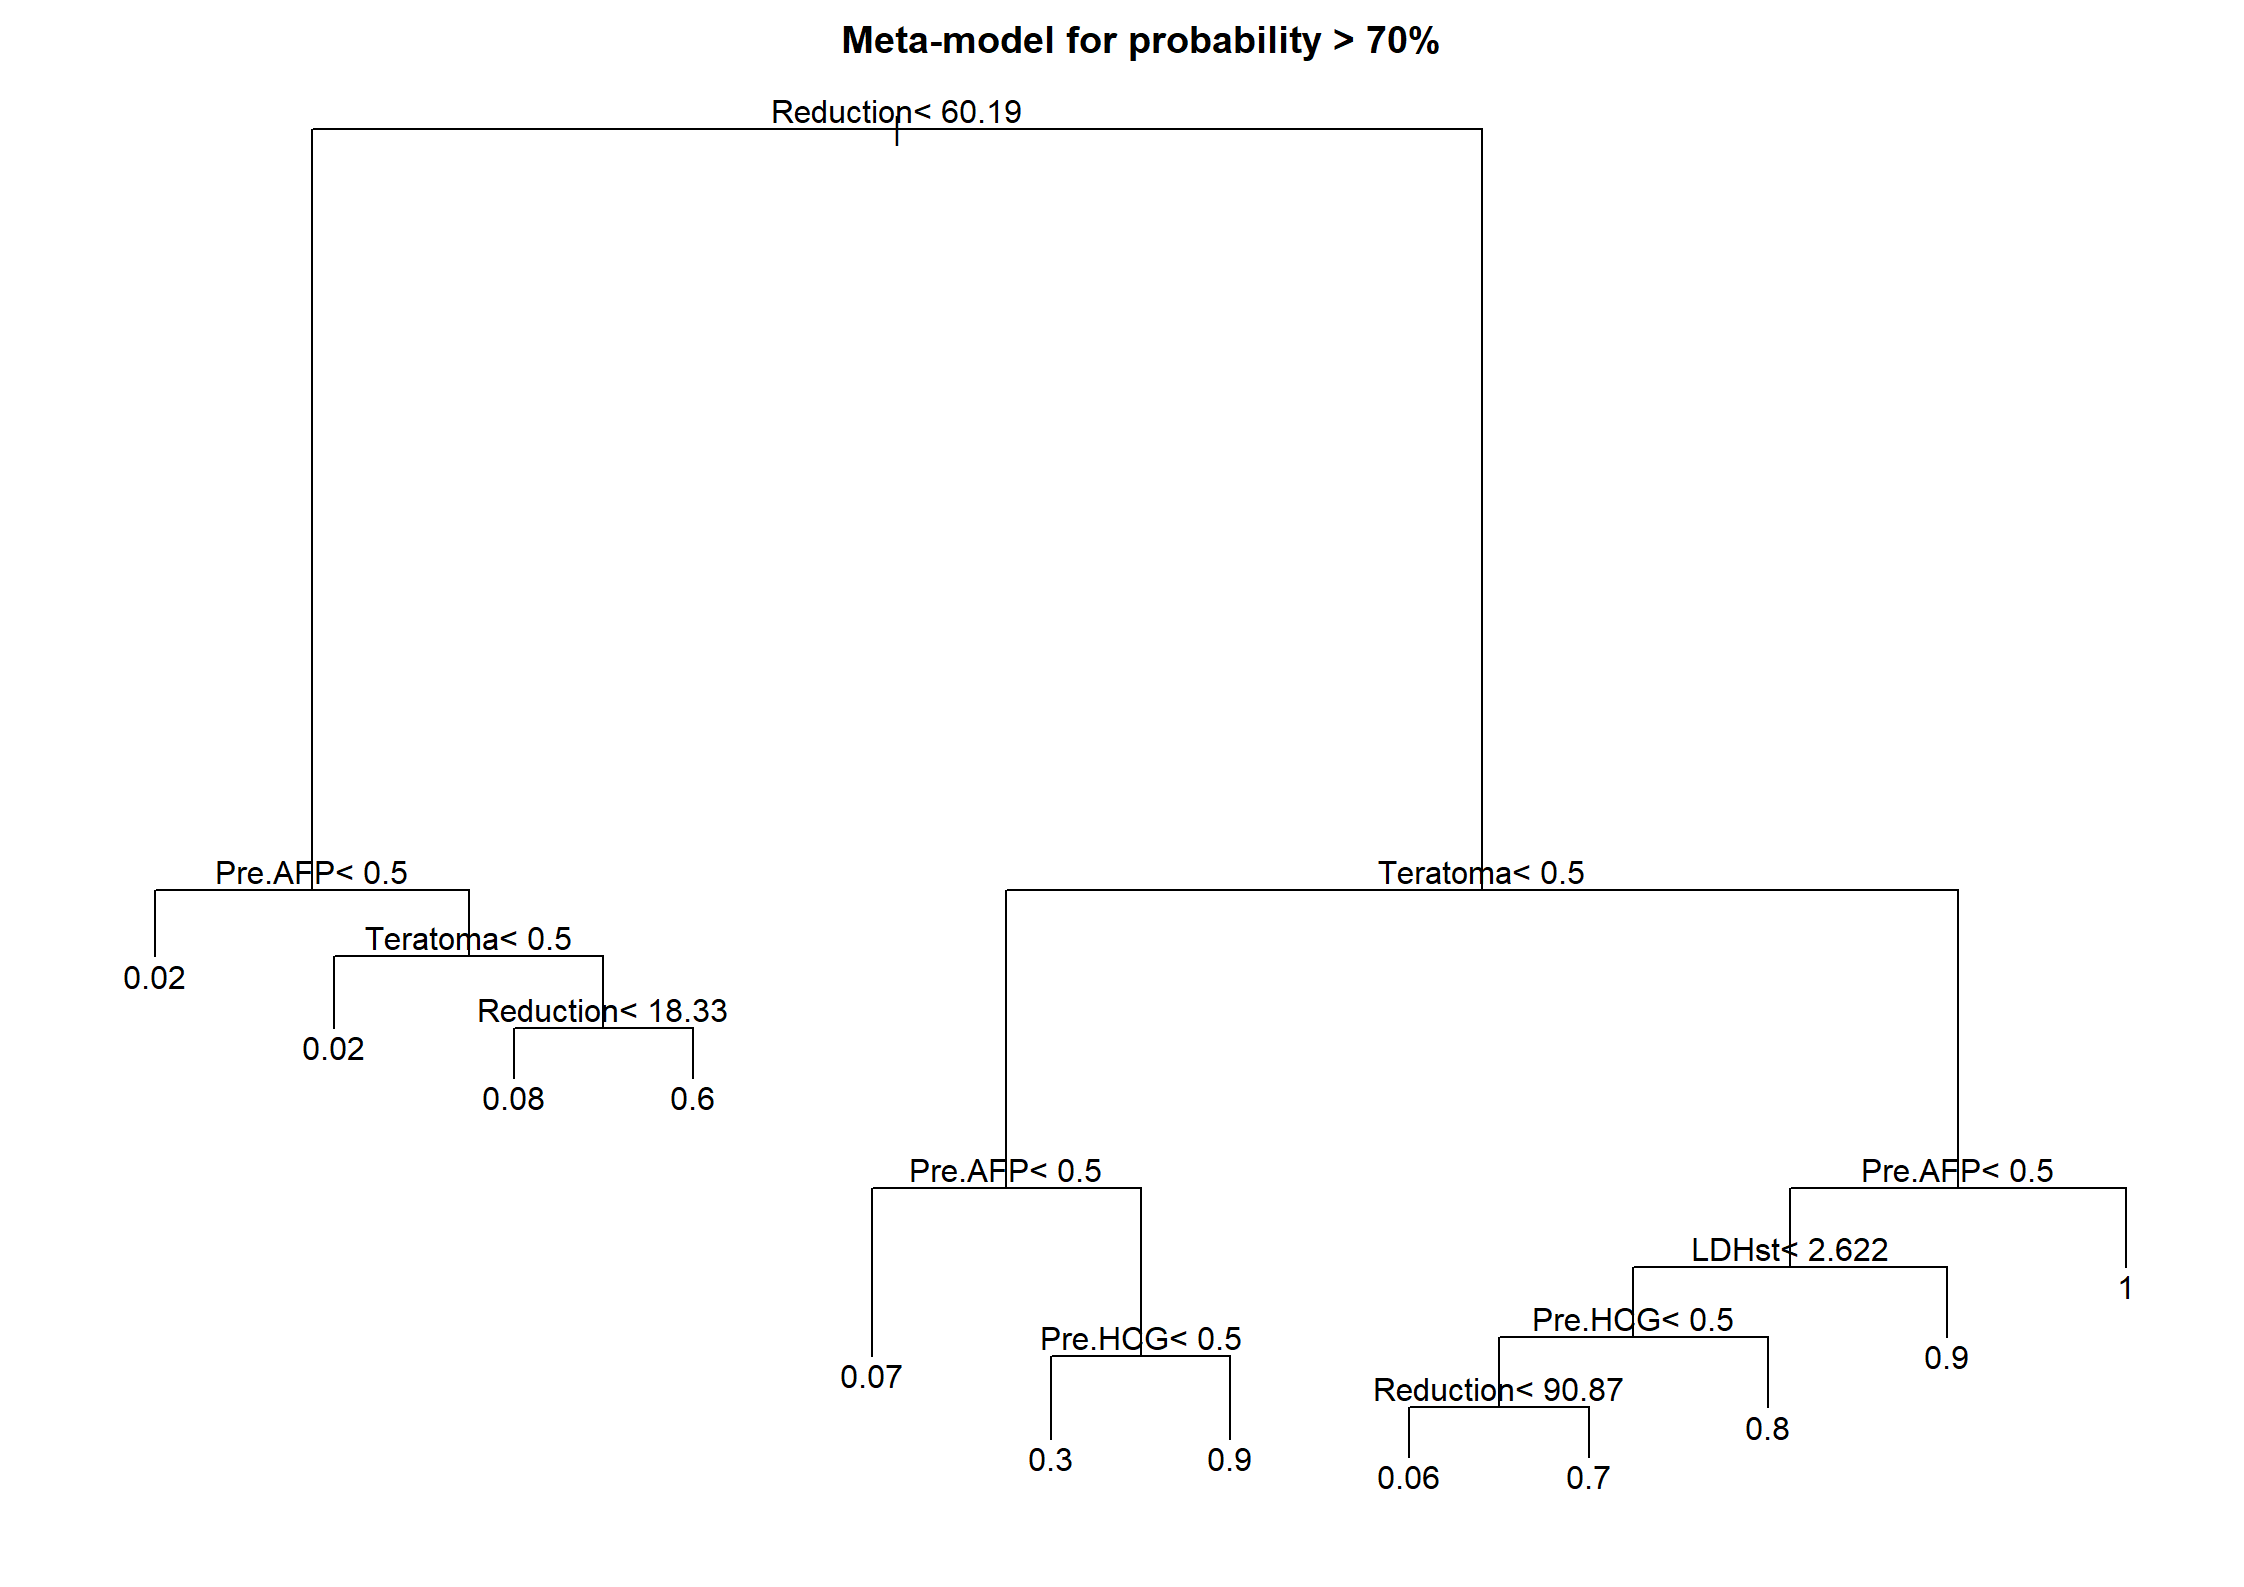 Meta-model for probability > 70%
Reduction< 60.19
Pre.AFP< 0.5
Teratoma< 0.5
Teratoma< 0.5
0.02
Reduction< 18.33
0.02
0.08
0.6
Pre.AFP< 0.5
Pre.AFP< 0.5
LDHst< 2.622
1
Pre.HCG< 0.5
Pre.HCG< 0.5
0.9
0.07
Reduction< 90.87
0.8
0.3
0.9
0.06
0.7